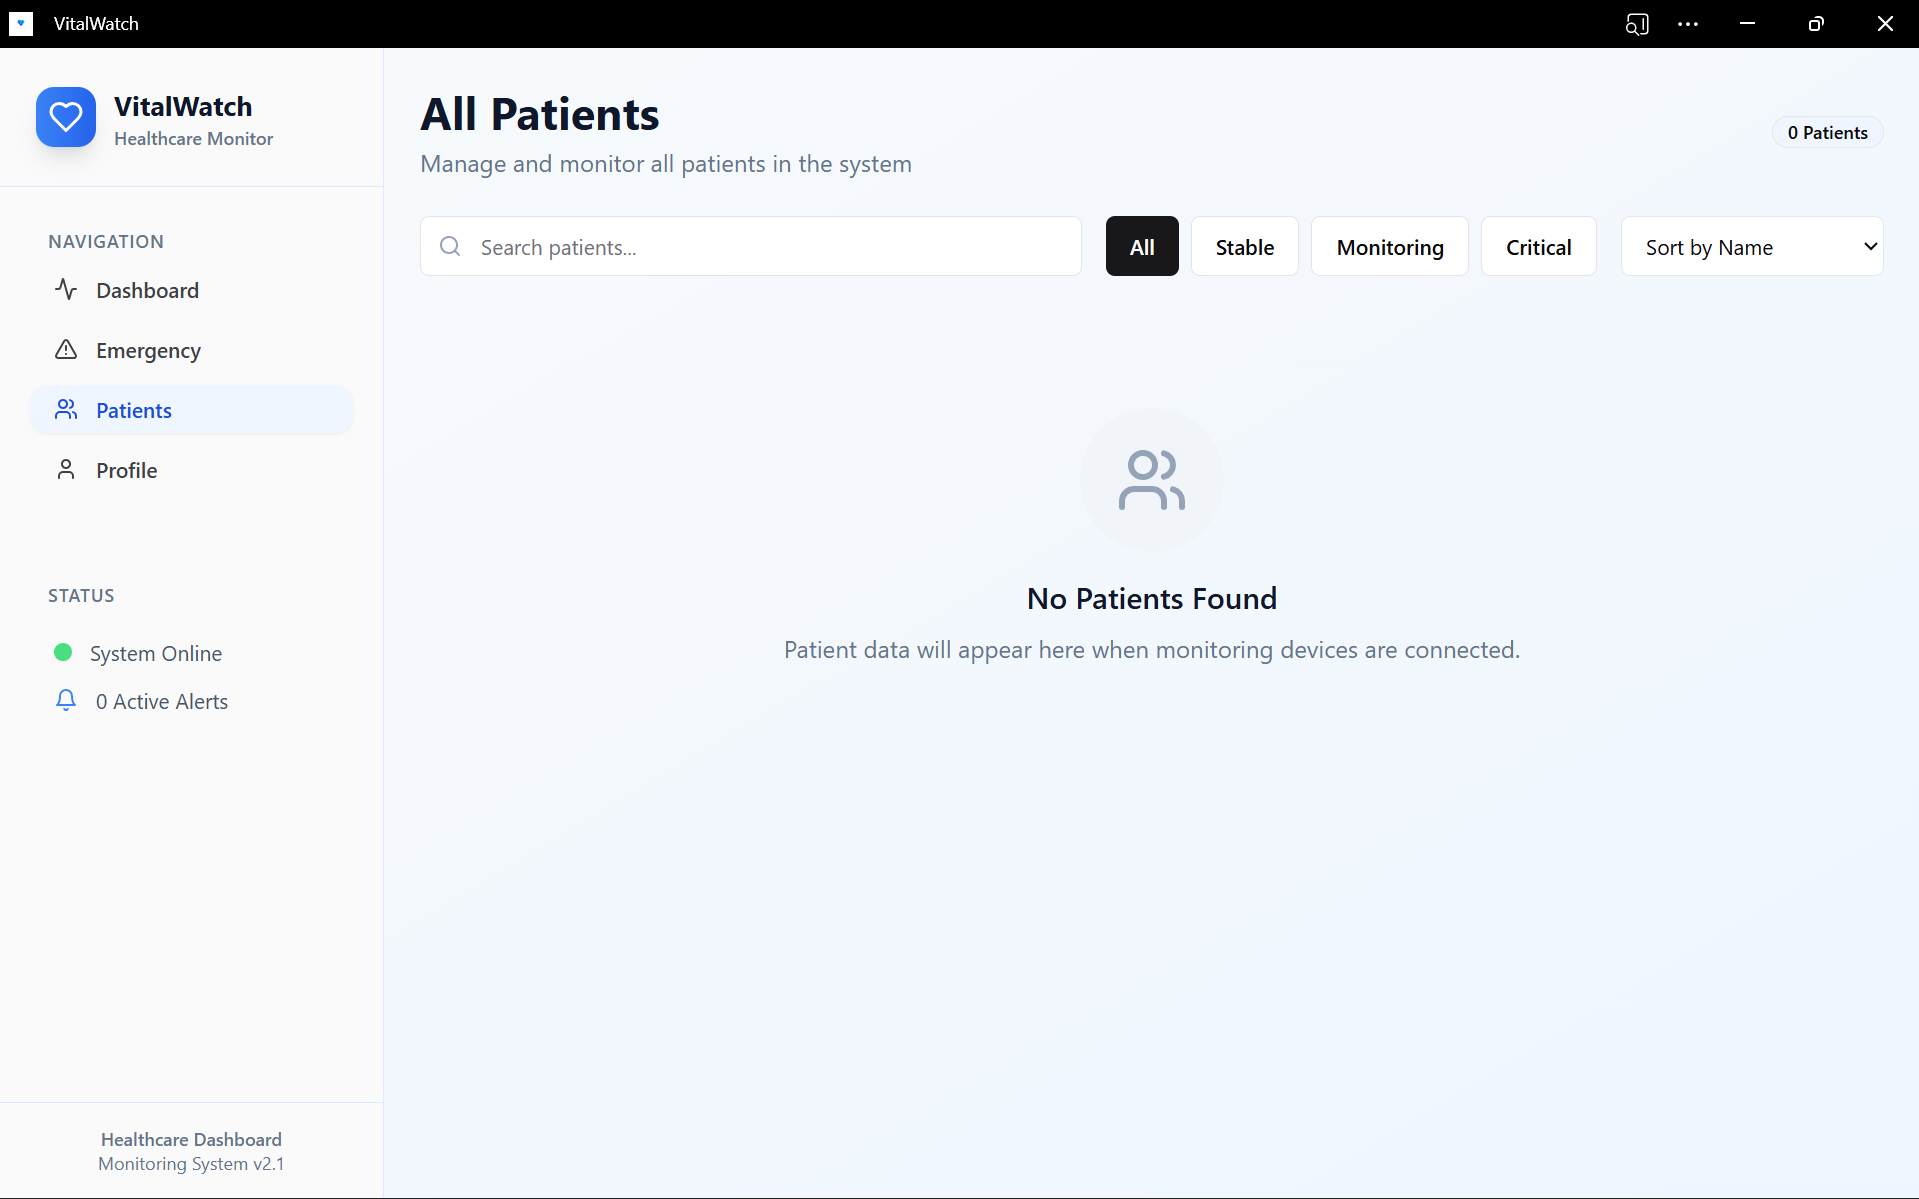 VitalWatch
VitalWatch
Healthcare Monitor
NAVIGATION
Dashboard
Emergency
Patients
Profile
STATUS
System Online
0 Active Alerts
Healthcare Dashboard
Monitoring System v2.1
All Patients
Manage and monitor all patients in the system
0 Patients
Search patients...
All
Stable
Monitoring
Critical
Sort by Name
No Patients Found
Patient data will appear here when monitoring devices are connected.